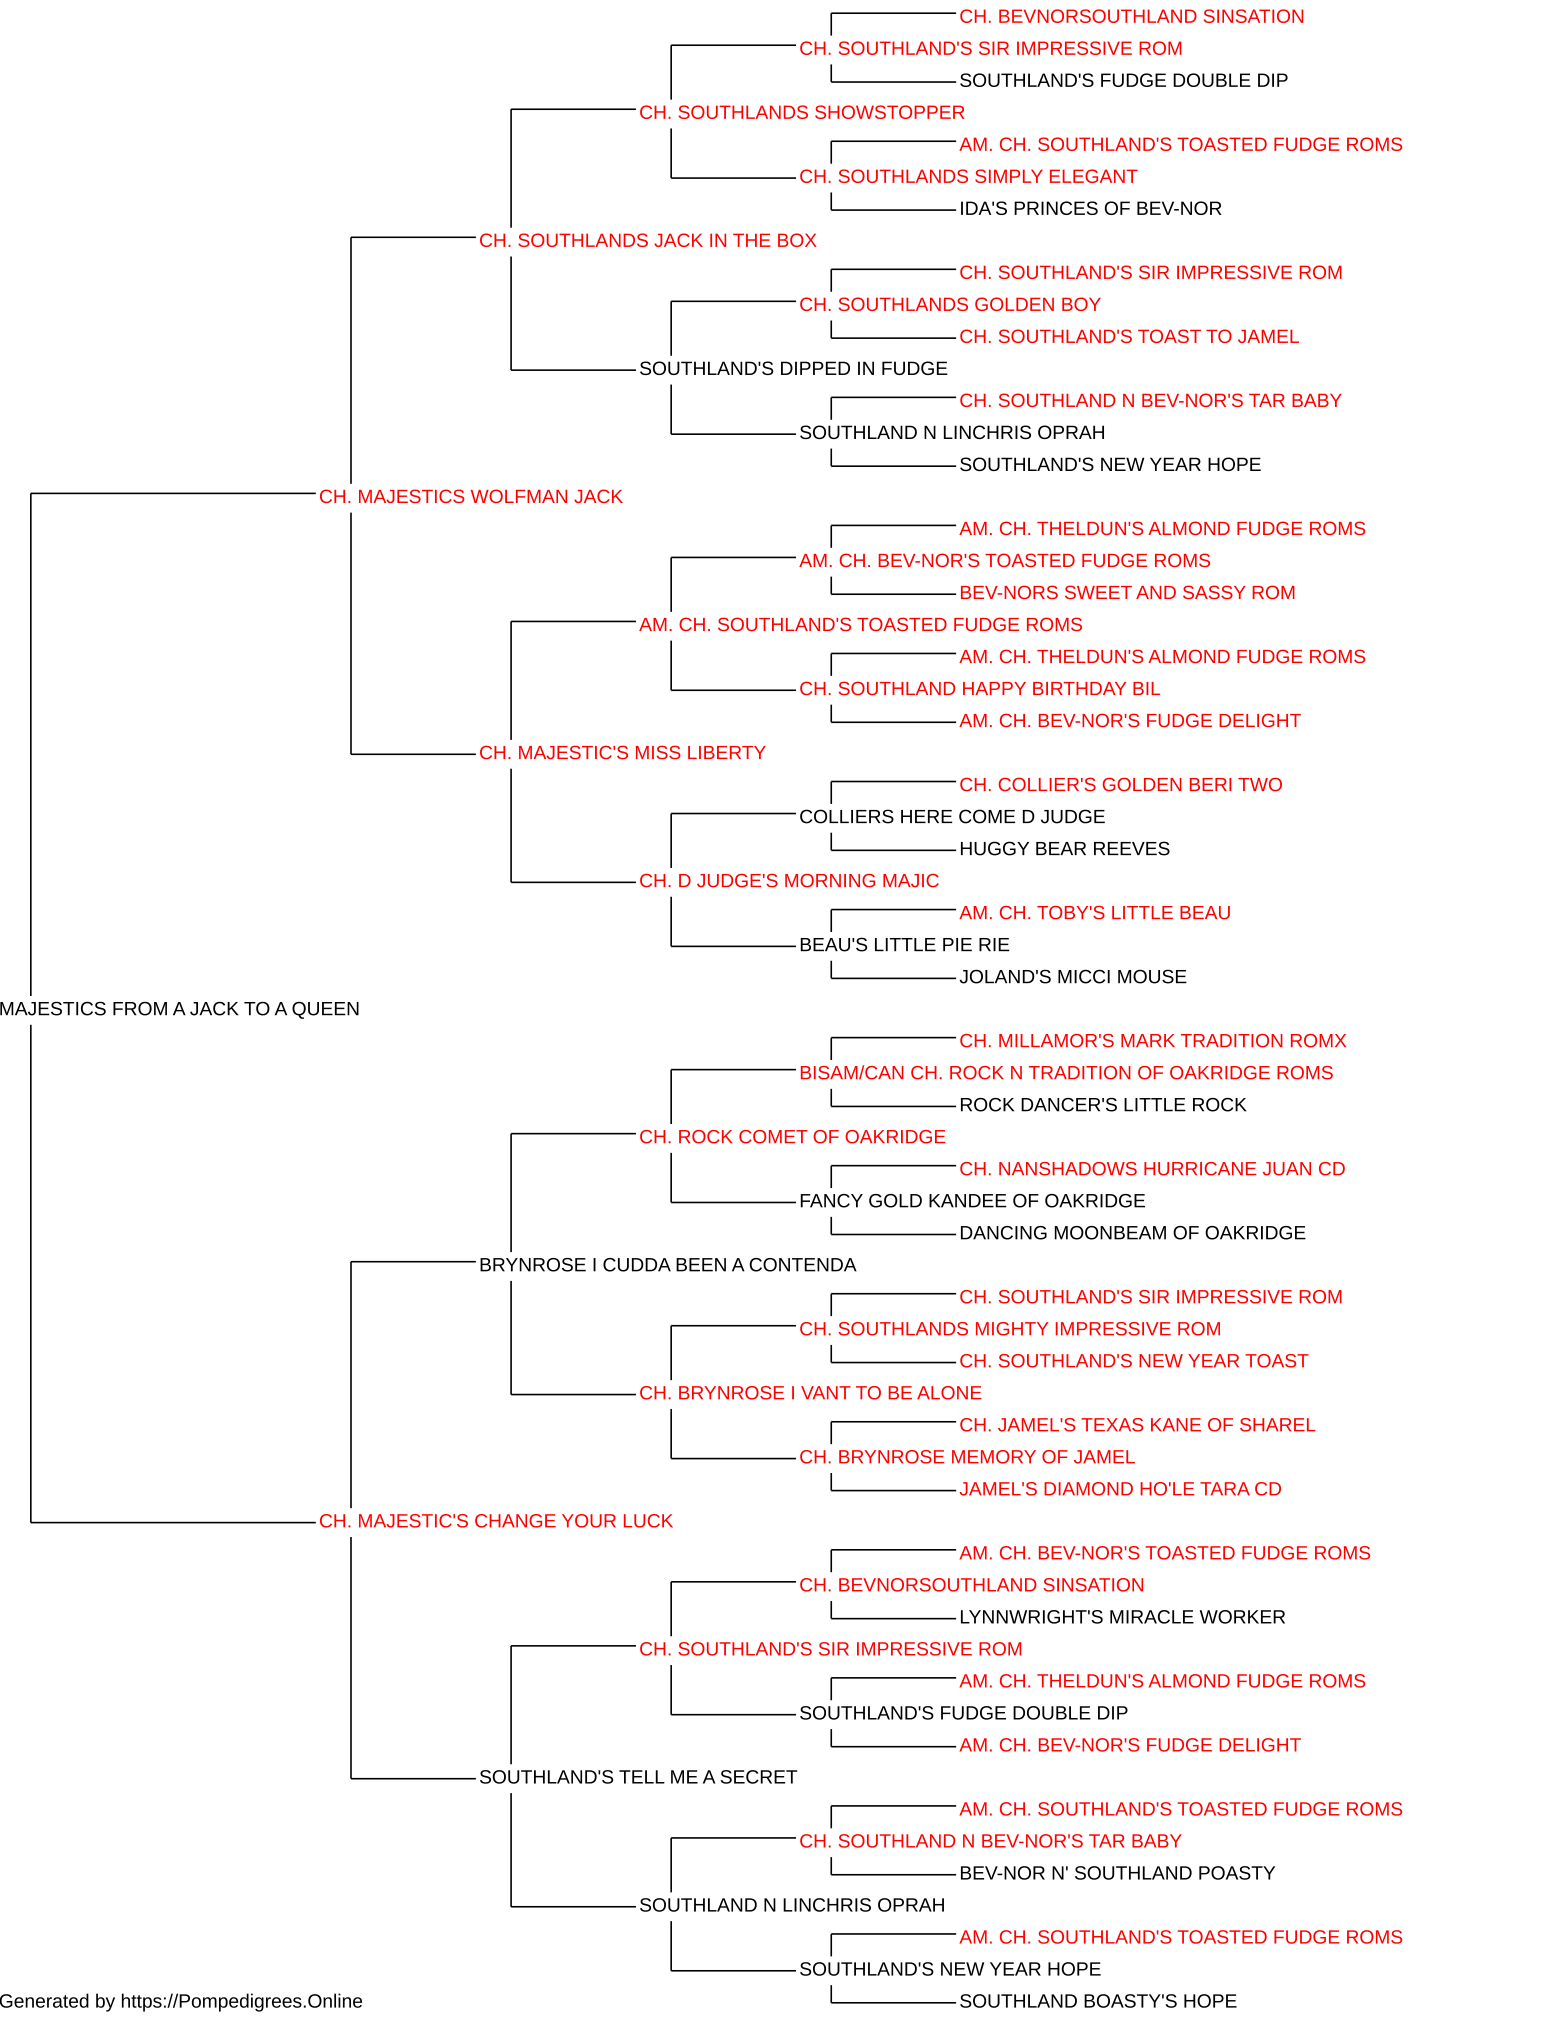 CH. BEVNORSOUTHLAND SINSATION
CH. SOUTHLAND'S SIR IMPRESSIVE ROM
SOUTHLAND'S FUDGE DOUBLE DIP
CH. SOUTHLANDS SHOWSTOPPER
AM. CH. SOUTHLAND'S TOASTED FUDGE ROMS
CH. SOUTHLANDS SIMPLY ELEGANT
IDA'S PRINCES OF BEV-NOR
CH. SOUTHLANDS JACK IN THE BOX
CH. SOUTHLAND'S SIR IMPRESSIVE ROM
CH. SOUTHLANDS GOLDEN BOY
CH. SOUTHLAND'S TOAST TO JAMEL
SOUTHLAND'S DIPPED IN FUDGE
CH. SOUTHLAND N BEV-NOR'S TAR BABY
SOUTHLAND N LINCHRIS OPRAH
SOUTHLAND'S NEW YEAR HOPE
CH. MAJESTICS WOLFMAN JACK
AM. CH. THELDUN'S ALMOND FUDGE ROMS
AM. CH. BEV-NOR'S TOASTED FUDGE ROMS
BEV-NORS SWEET AND SASSY ROM
AM. CH. SOUTHLAND'S TOASTED FUDGE ROMS
AM. CH. THELDUN'S ALMOND FUDGE ROMS
CH. SOUTHLAND HAPPY BIRTHDAY BIL
AM. CH. BEV-NOR'S FUDGE DELIGHT
CH. MAJESTIC'S MISS LIBERTY
CH. COLLIER'S GOLDEN BERI TWO
COLLIERS HERE COME D JUDGE
HUGGY BEAR REEVES
CH. D JUDGE'S MORNING MAJIC
AM. CH. TOBY'S LITTLE BEAU
BEAU'S LITTLE PIE RIE
JOLAND'S MICCI MOUSE
MAJESTICS FROM A JACK TO A QUEEN
CH. MILLAMOR'S MARK TRADITION ROMX
BISAM/CAN CH. ROCK N TRADITION OF OAKRIDGE ROMS
ROCK DANCER'S LITTLE ROCK
CH. ROCK COMET OF OAKRIDGE
CH. NANSHADOWS HURRICANE JUAN CD
FANCY GOLD KANDEE OF OAKRIDGE
DANCING MOONBEAM OF OAKRIDGE
BRYNROSE I CUDDA BEEN A CONTENDA
CH. SOUTHLAND'S SIR IMPRESSIVE ROM
CH. SOUTHLANDS MIGHTY IMPRESSIVE ROM
CH. SOUTHLAND'S NEW YEAR TOAST
CH. BRYNROSE I VANT TO BE ALONE
CH. JAMEL'S TEXAS KANE OF SHAREL
CH. BRYNROSE MEMORY OF JAMEL
JAMEL'S DIAMOND HO'LE TARA CD
CH. MAJESTIC'S CHANGE YOUR LUCK
AM. CH. BEV-NOR'S TOASTED FUDGE ROMS
CH. BEVNORSOUTHLAND SINSATION
LYNNWRIGHT'S MIRACLE WORKER
CH. SOUTHLAND'S SIR IMPRESSIVE ROM
AM. CH. THELDUN'S ALMOND FUDGE ROMS
SOUTHLAND'S FUDGE DOUBLE DIP
AM. CH. BEV-NOR'S FUDGE DELIGHT
SOUTHLAND'S TELL ME A SECRET
AM. CH. SOUTHLAND'S TOASTED FUDGE ROMS
CH. SOUTHLAND N BEV-NOR'S TAR BABY
BEV-NOR N' SOUTHLAND POASTY
SOUTHLAND N LINCHRIS OPRAH
AM. CH. SOUTHLAND'S TOASTED FUDGE ROMS
SOUTHLAND'S NEW YEAR HOPE
SOUTHLAND BOASTY'S HOPE
Generated by https://Pompedigrees.Online